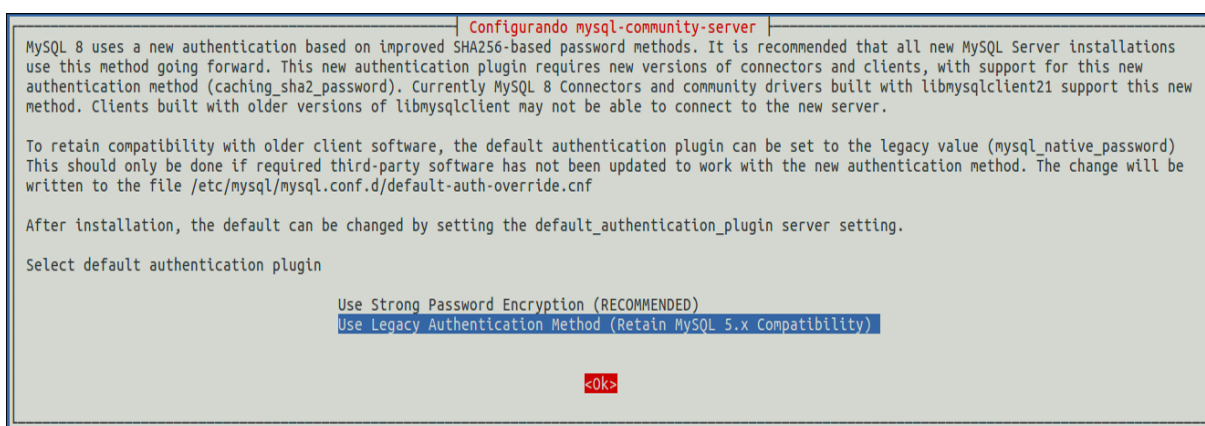 Configurando mysql-community-server
MySQL 8 uses a new authentication based on improved SHA256-based password methods. It is recommended that all new MySQL Server installations
use this method going forward. This new authentication plugin requires new versions of connectors and clients, with support for this new
authentication method (caching_sha2_password). Currently MySQL 8 Connectors and community drivers built with libmysqlclient21 support this new
method. Clients built with older versions of libmysqlclient may not be able to connect to the new server.
To retain compatibility with older client software, the default authentication plugin can be set to the legacy value (mysql_native_password)
This should only be done if required third-party software has not been updated to work with the new authentication method. The change will be
written to the file /etc/mysql/mysql.conf.d/default-auth-override.cnf
After installation, the default can be changed by setting the default_authentication_plugin server setting.
Select default authentication plugin
Use Strong Password Encryption (RECOMMENDED)
Use Legacy Authentication Method (Retain MySQL 5.x Compatibility)
<Ok>